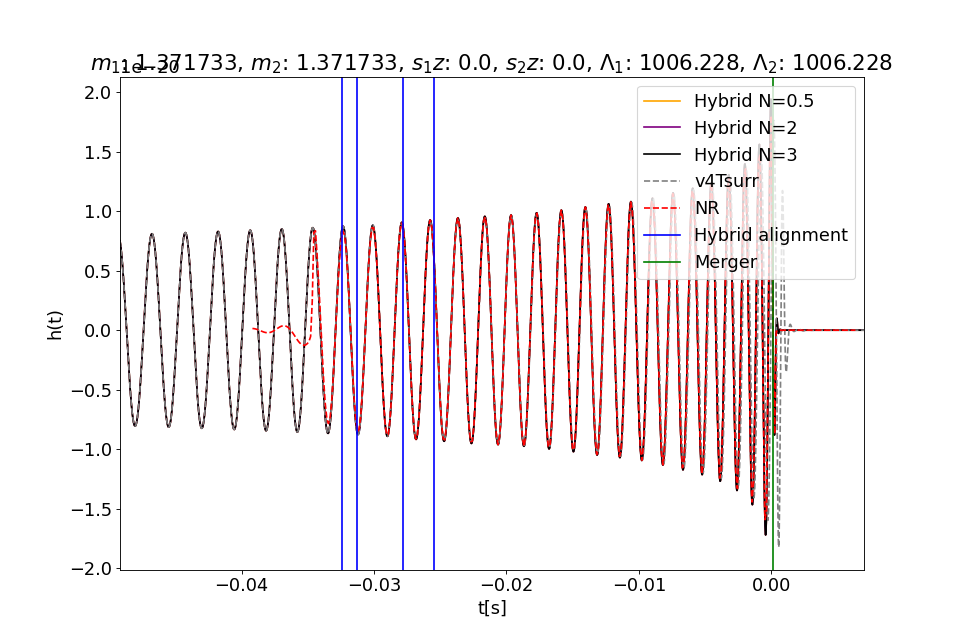 m₁: 1.371733, m₂: 1.371733, s₁z: 0.0, s₂z: 0.0, Λ₁: 1006.228, Λ₂: 1006.228
1e−20
2.0
1.5
1.0
0.5
0.0
−0.5
−1.0
−1.5
−2.0
h(t)
Hybrid N=0.5
Hybrid N=2
Hybrid N=3
v4Tsurr
NR
Hybrid alignment
Merger
−0.04
−0.03
−0.02
−0.01
0.00
t[s]